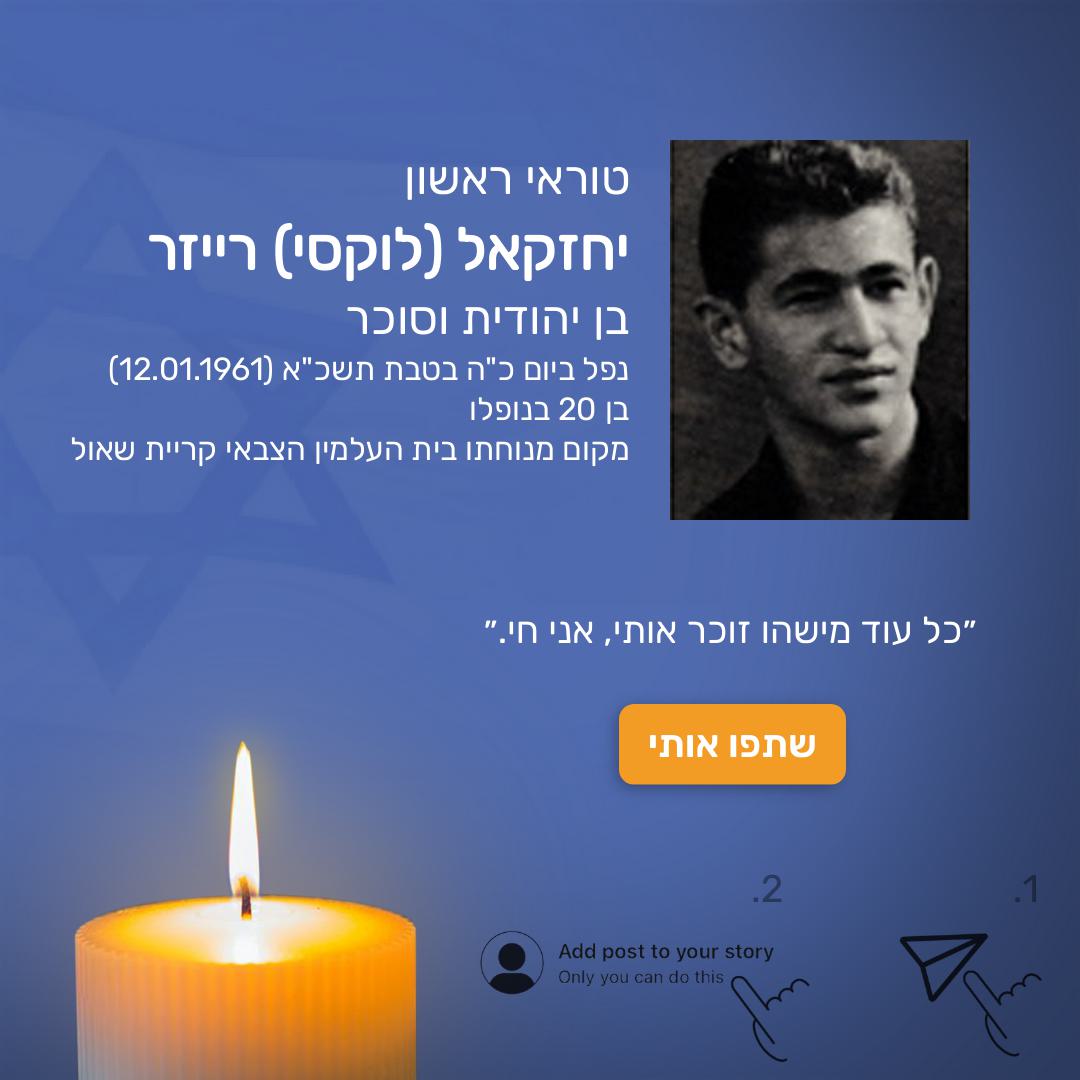 טוראי ראשון
יחזקאל (לוקסי) רייזר
בן יהודית וסוכר
נפל ביום כ"ה בטבת תשכ"א (12.01.1961)
בן 20 בנופלו
מקום מנוחתו בית העלמין הצבאי קריית שאול
״כל עוד מישהו זוכר אותי, אני חי.״
שתפו אותי
.1
.2
Add post to your story
Only you can do this